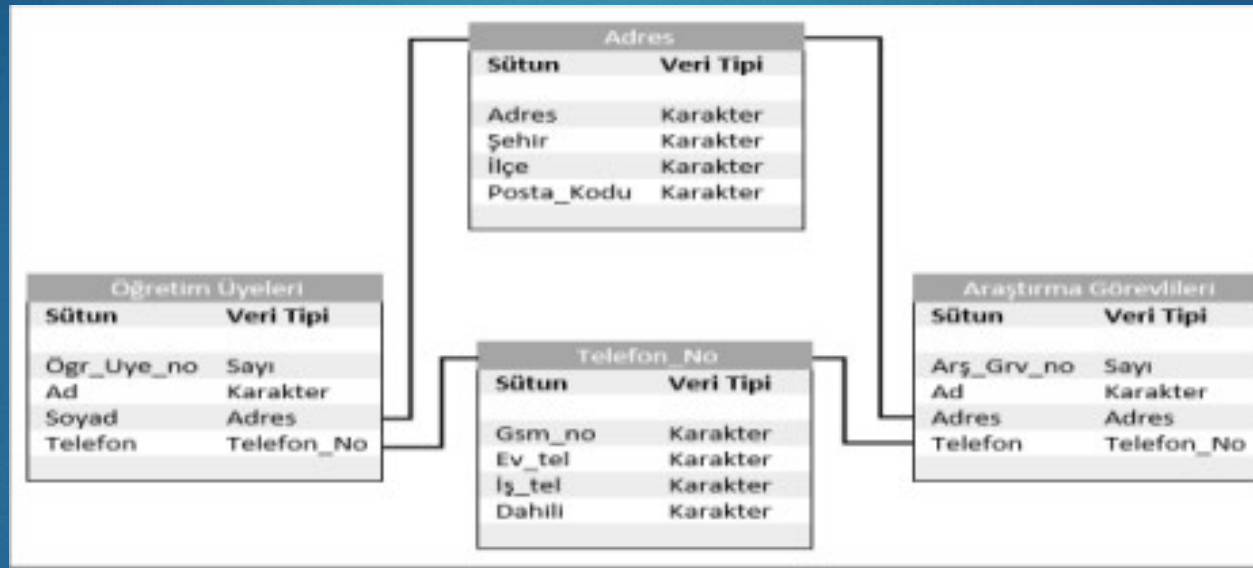 Adres
Sütun Veri Tipi
Adres Karakter
Şehir Karakter
İlçe Karakter
Posta_Kodu Karakter
Öğretim Üyeleri
Sütun Veri Tipi
Ogr_Uye_no Sayı
Ad Karakter
Soyad Adres
Telefon Telefon_No
Telefon_No
Sütun Veri Tipi
Gsm_no Karakter
Ev_tel Karakter
İş_tel Karakter
Dahili Karakter
Araştırma Görevlileri
Sütun Veri Tipi
Arş_Grv_no Sayı
Ad Karakter
Adres Adres
Telefon Telefon_No